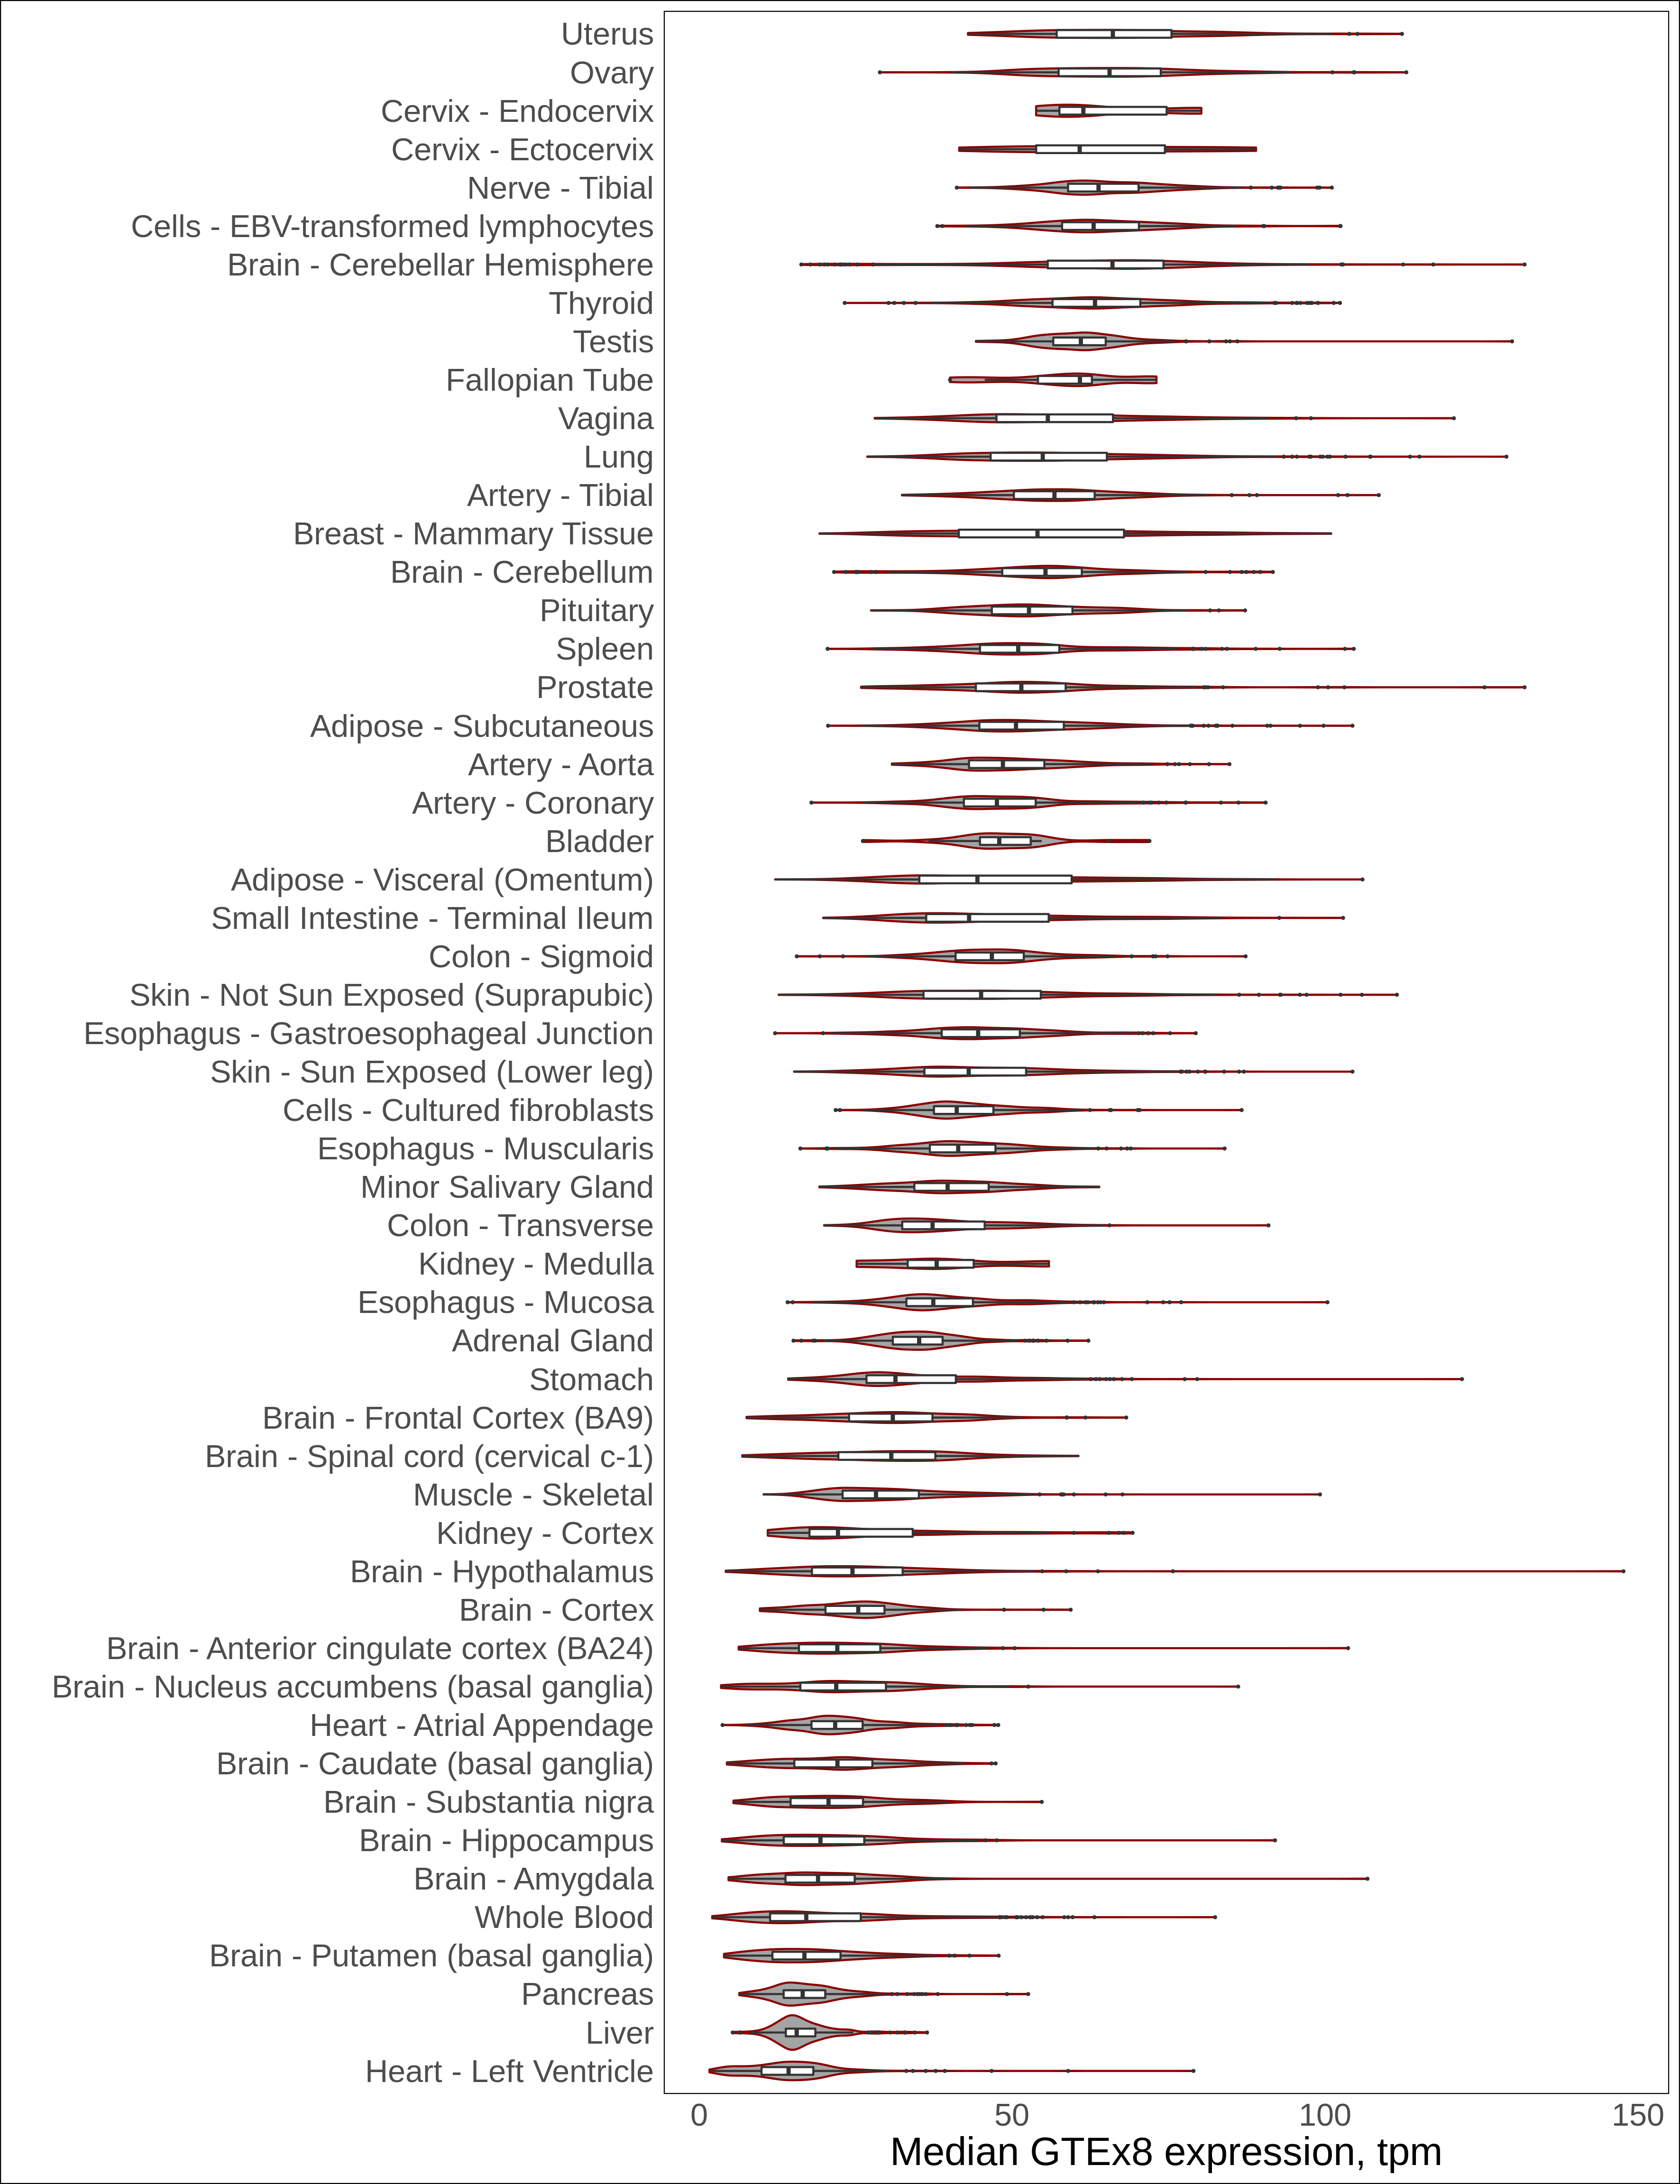 Uterus
Ovary
Cervix - Endocervix
Cervix - Ectocervix
Nerve - Tibial
Cells - EBV-transformed lymphocytes
Brain - Cerebellar Hemisphere
Thyroid
Testis
Fallopian Tube
Vagina
Lung
Artery - Tibial
Breast - Mammary Tissue
Brain - Cerebellum
Pituitary
Spleen
Prostate
Adipose - Subcutaneous
Artery - Aorta
Artery - Coronary
Bladder
Adipose - Visceral (Omentum)
Small Intestine - Terminal Ileum
Colon - Sigmoid
Skin - Not Sun Exposed (Suprapubic)
Esophagus - Gastroesophageal Junction
Skin - Sun Exposed (Lower leg)
Cells - Cultured fibroblasts
Esophagus - Muscularis
Minor Salivary Gland
Colon - Transverse
Kidney - Medulla
Esophagus - Mucosa
Adrenal Gland
Stomach
Brain - Frontal Cortex (BA9)
Brain - Spinal cord (cervical c-1)
Muscle - Skeletal
Kidney - Cortex
Brain - Hypothalamus
Brain - Cortex
Brain - Anterior cingulate cortex (BA24)
Brain - Nucleus accumbens (basal ganglia)
Heart - Atrial Appendage
Brain - Caudate (basal ganglia)
Brain - Substantia nigra
Brain - Hippocampus
Brain - Amygdala
Whole Blood
Brain - Putamen (basal ganglia)
Pancreas
Liver
Heart - Left Ventricle
0 50 100 150
Median GTEx8 expression, tpm